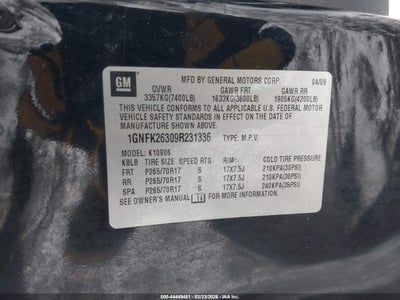 GM
MFD BY GENERAL MOTORS CORP. 04/09
GVWR GAWR FRT GAWR RR
3357KG(7400LB) 1633KG(3600LB) 1905KG(4200LB)
THIS VEHICLE CONFORMS TO ALL APPLICABLE U.S. FEDERAL MOTOR
VEHICLE SAFETY STANDARDS IN EFFECT ON THE DATE OF
MANUFACTURE SHOWN ABOVE.
1GNFK26309R231336 TYPE: M.P.V.
MODEL: K10906
KBLB TIRE SIZE SPEED RTG RIM COLD TIRE PRESSURE
FRT P265/70R17 S 17X7.5J 210KPA(30PSI)
RR P265/70R17 S 17X7.5J 210KPA(30PSI)
SPA P265/70R17 S 17X7.5J 240KPA(35PSI)
SEE OWNER'S MANUAL FOR MORE INFORMATION.
000-44449481 - 02/23/2026 - IAA, LLC